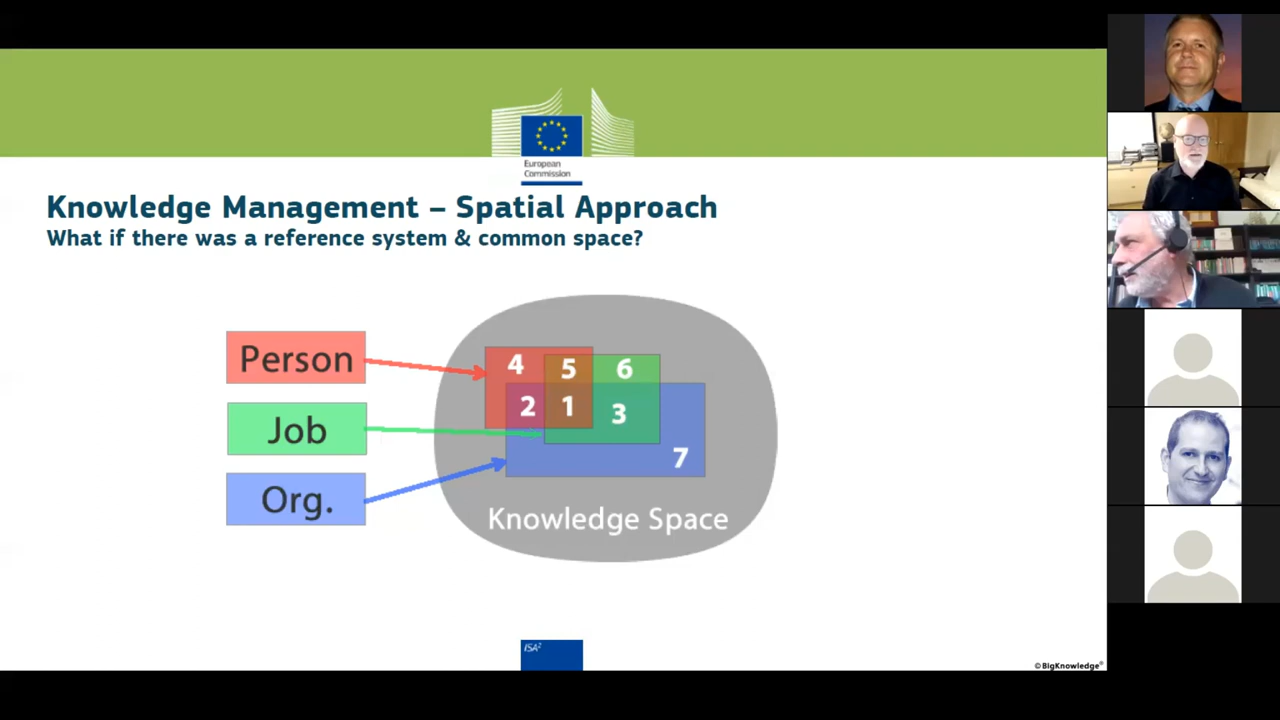 European
Commission
Knowledge Management – Spatial Approach
What if there was a reference system & common space?
Person
Job
Org.
4
5
6
2
1
3
7
Knowledge Space
ISA²
©BigKnowledge®